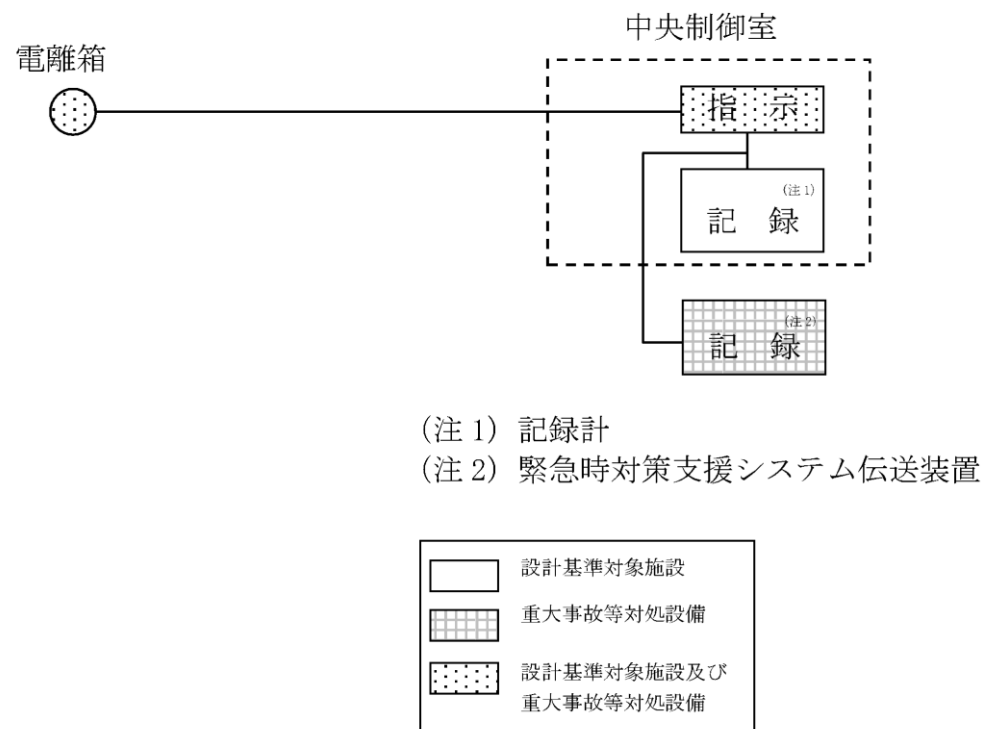 中央制御室
電離箱
指 示
(注 1)
記 録
(注 2)
記 録
(注 1) 記録計
(注 2) 緊急時対策支援システム伝送装置
設計基準対象施設
重大事故等対処設備
設計基準対象施設及び
重大事故等対処設備